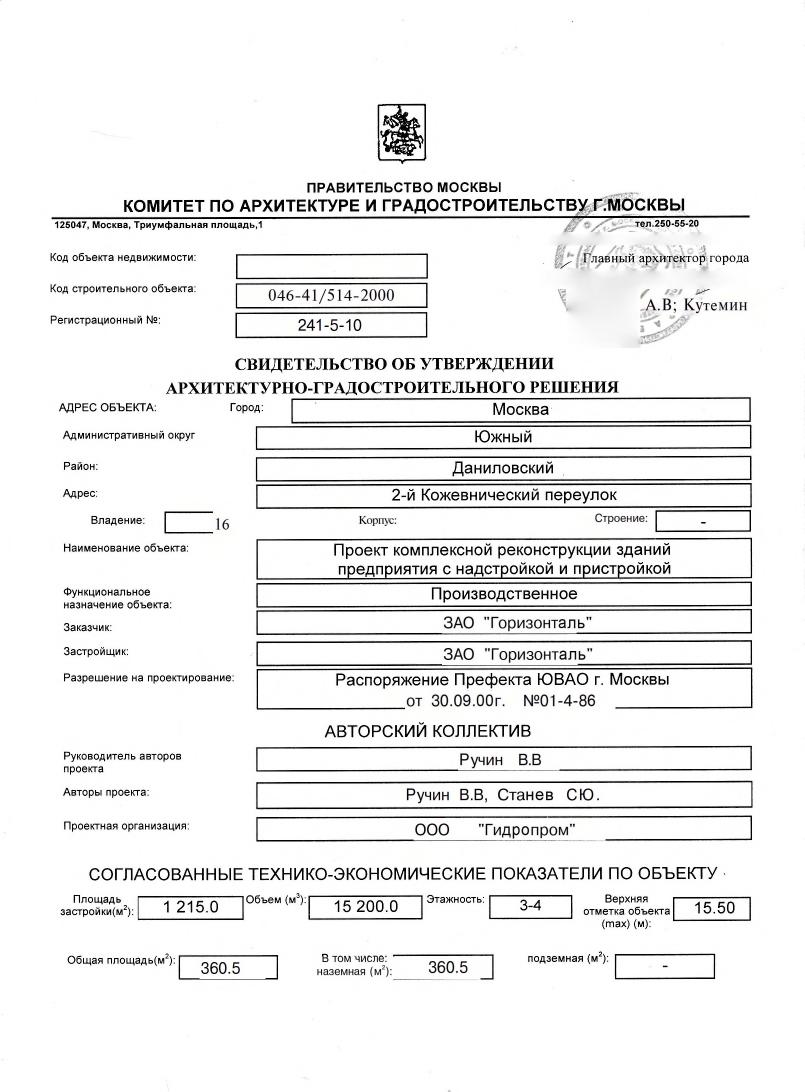 ПРАВИТЕЛЬСТВО МОСКВЫ
КОМИТЕТ ПО АРХИТЕКТУРЕ И ГРАДОСТРОИТЕЛЬСТВУ Г.МОСКВЫ
125047, Москва, Триумфальная площадь,1 тел.250-55-20
Код объекта недвижимости: Главный архитектор города
Код строительного объекта: 046-41/514-2000
А.В; Кутемин
Регистрационный №: 241-5-10
СВИДЕТЕЛЬСТВО ОБ УТВЕРЖДЕНИИ
АРХИТЕКТУРНО-ГРАДОСТРОИТЕЛЬНОГО РЕШЕНИЯ
АДРЕС ОБЪЕКТА: Город: Москва
Административный округ Южный
Район: Даниловский
Адрес: 2-й Кожевнический переулок
Владение: 16 Корпус: Строение: -
Наименование объекта: Проект комплексной реконструкции зданий
предприятия с надстройкой и пристройкой
Функциональное
назначение объекта: Производственное
Заказчик: ЗАО "Горизонталь"
Застройщик: ЗАО "Горизонталь"
Разрешение на проектирование: Распоряжение Префекта ЮВАО г. Москвы
от 30.09.00г. №01-4-86
АВТОРСКИЙ КОЛЛЕКТИВ
Руководитель авторов
проекта Ручин В.В
Авторы проекта: Ручин В.В, Станев С.Ю.
Проектная организация: ООО "Гидропром"
СОГЛАСОВАННЫЕ ТЕХНИКО-ЭКОНОМИЧЕСКИЕ ПОКАЗАТЕЛИ ПО ОБЪЕКТУ
Площадь
застройки(м²): 1 215.0 Объем (м³): 15 200.0 Этажность: 3-4 Верхняя
отметка объекта
(max) (м): 15.50
Общая площадь(м²): 360.5 В том числе:
наземная (м²): 360.5 подземная (м²): -